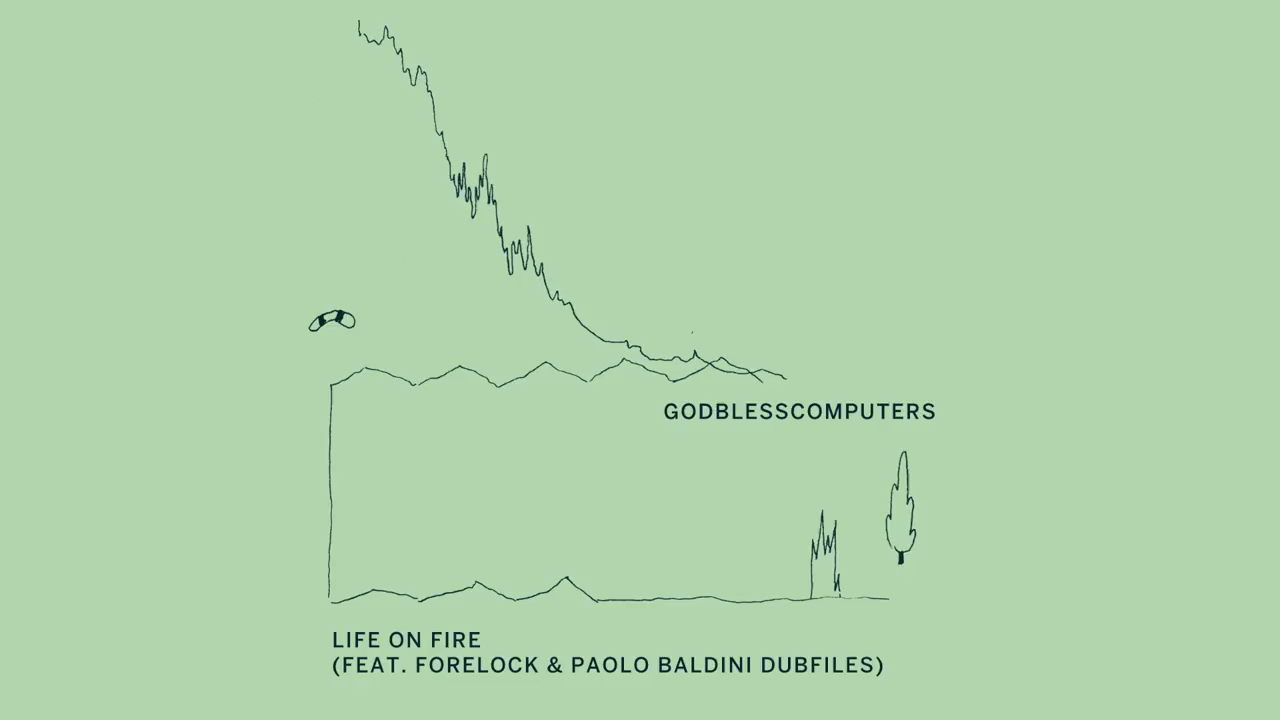 GODBLESSCOMPUTERS
LIFE ON FIRE
(FEAT. FORELOCK & PAOLO BALDINI DUBFILES)